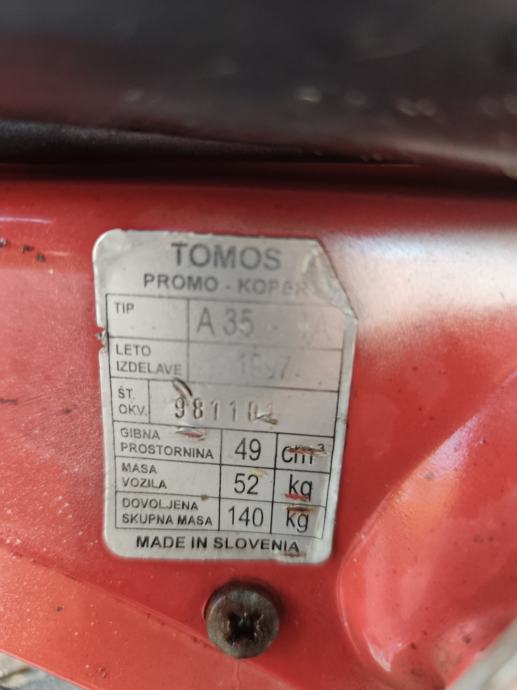 TOMOS
PROMO - KOPER
TIP A 35
LETO IZDELAVE
ŠT. OKV.
GIBNA PROSTORNINA 49 cm³
MASA VOZILA 52 kg
DOVOLJENA SKUPNA MASA 140 kg
MADE IN SLOVENIA